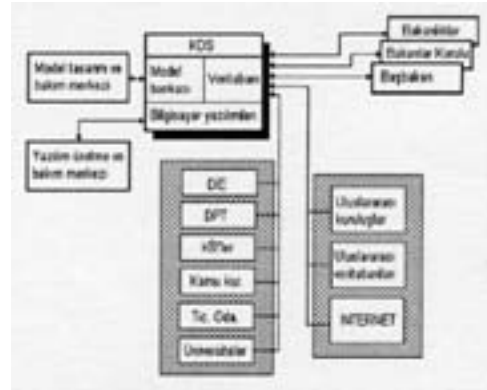 KDS
Model
bankası
Veritabanı
Bilgisayar yazılımları
Bakanlıklar
Bakanlar Kurulu
Başbakan
Model tasarım ve
bakım merkezi
Yazılım üretme ve
bakım merkezi
DİE
DPT
KİT'ler
Kamu kur.
Tic. Oda.
Üniversiteler
Uluslararası
kuruluşlar
Uluslararası
veritabanları
INTERNET